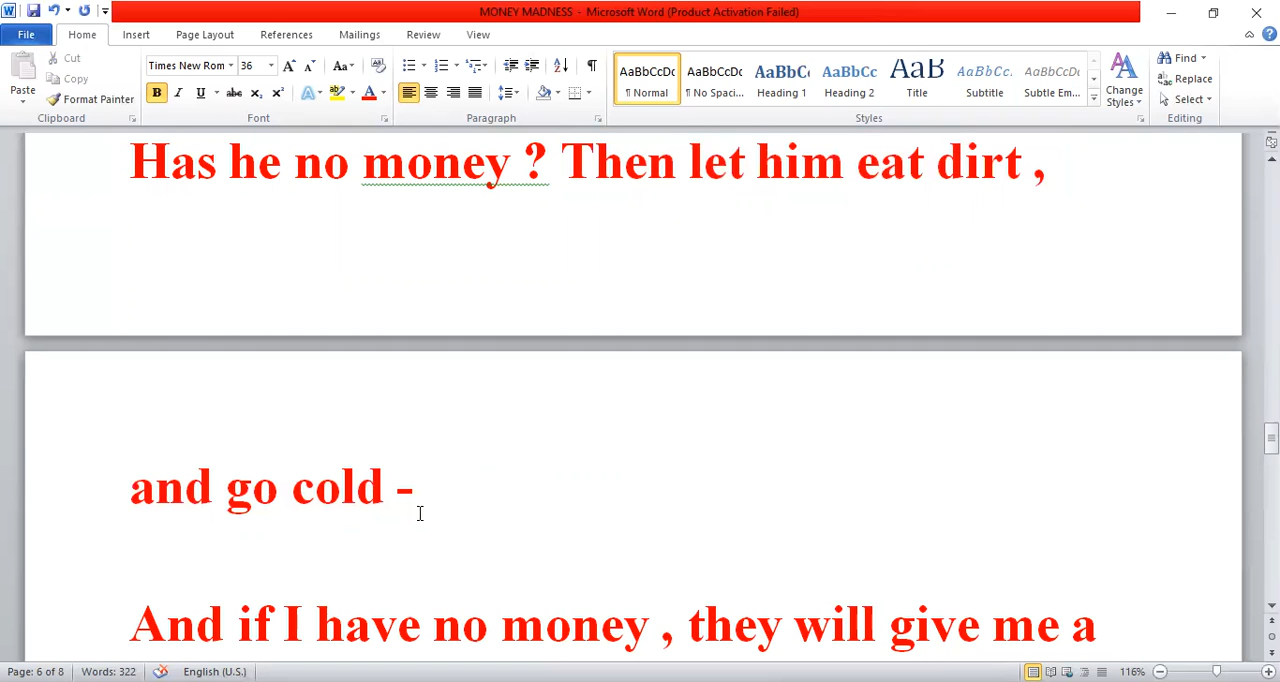 MONEY MADNESS - Microsoft Word (Product Activation Failed)
File Home Insert Page Layout References Mailings Review View
Paste
Cut
Copy
Format Painter
Clipboard
Times New Rom 36
Font
Paragraph
AaBbCcDc AaBbCcDc AaBbC AaBbCc AaB AaBbCc. AaBbCcDc
¶ Normal ¶ No Spaci... Heading 1 Heading 2 Title Subtitle Subtle Em...
Change Styles
Styles
Find
Replace
Select
Editing
Has he no money ? Then let him eat dirt ,
and go cold -
And if I have no money , they will give me a
Page: 6 of 8 Words: 322 English (U.S.) 116%